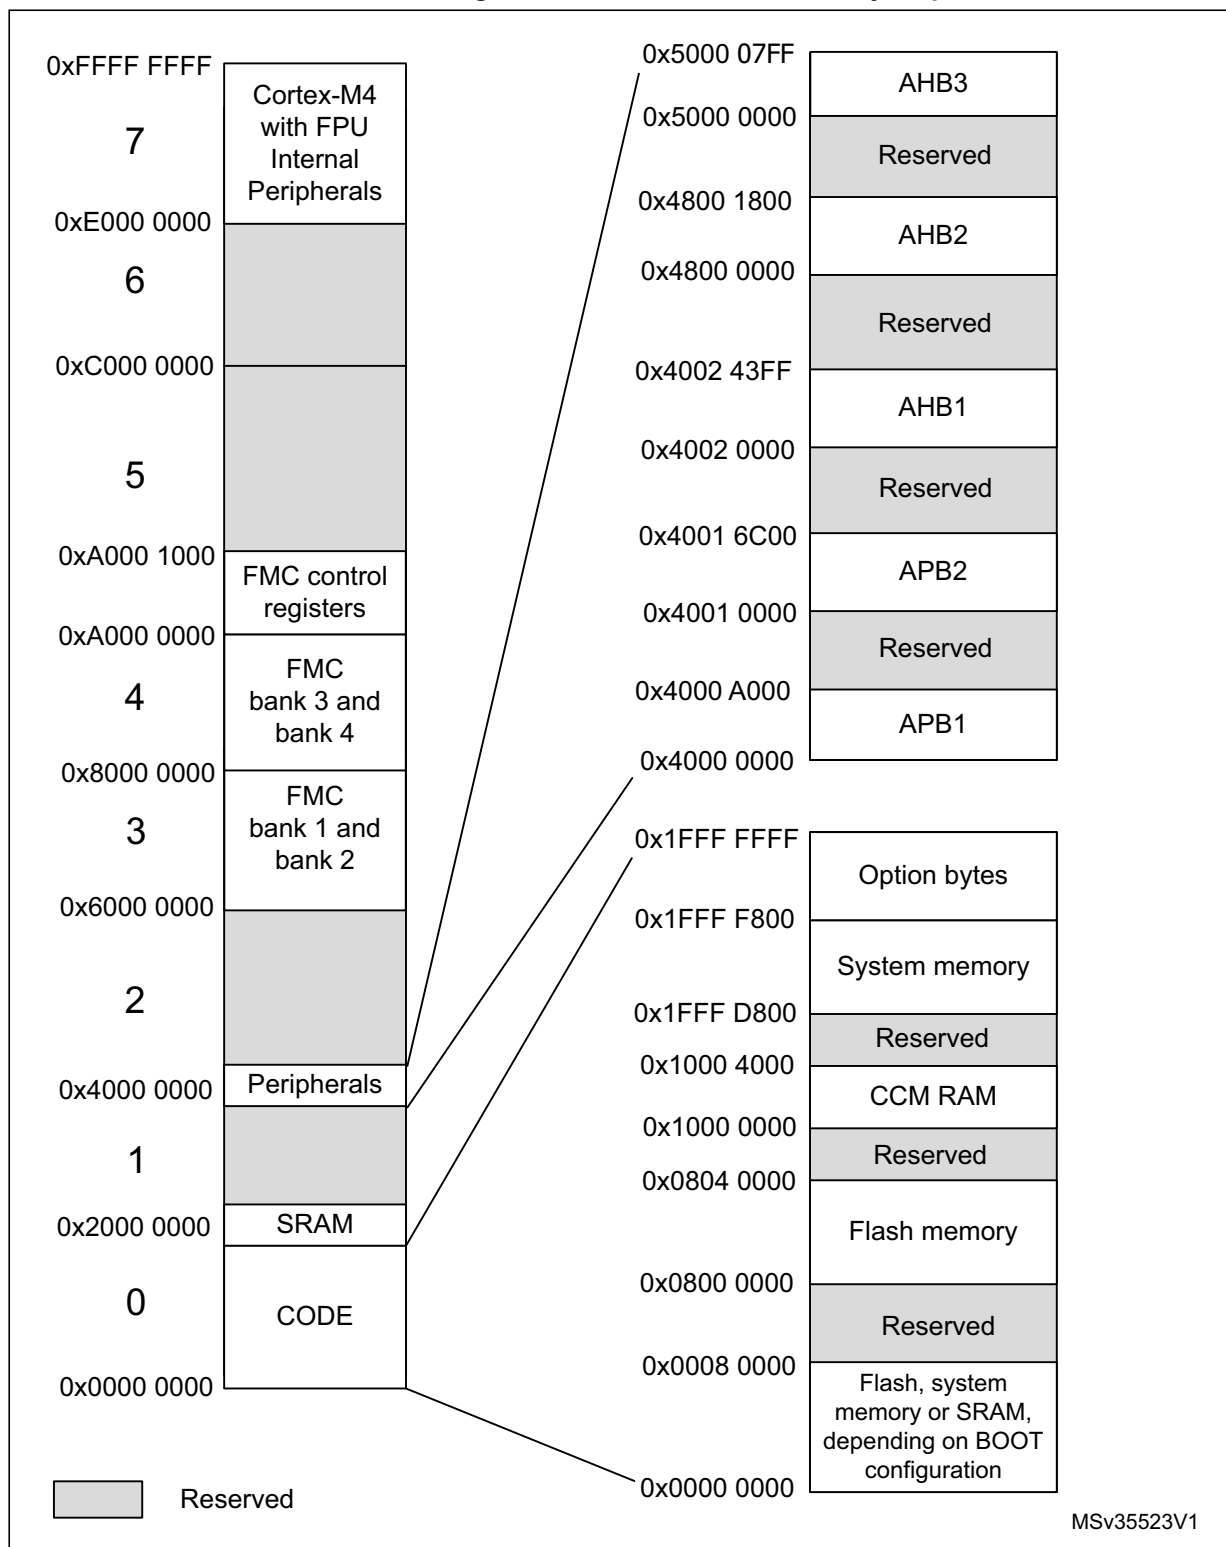 0xFFFF FFFF
Cortex-M4
with FPU
Internal
Peripherals
7
0xE000 0000
6
0xC000 0000
5
0xA000 1000
FMC control
registers
0xA000 0000
FMC
bank 3 and
bank 4
4
0x8000 0000
FMC
bank 1 and
bank 2
3
0x6000 0000
2
Peripherals
0x4000 0000
1
SRAM
0x2000 0000
0
CODE
0x0000 0000
Reserved
0x5000 07FF
AHB3
0x5000 0000
Reserved
0x4800 1800
AHB2
0x4800 0000
Reserved
0x4002 43FF
AHB1
0x4002 0000
Reserved
0x4001 6C00
APB2
0x4001 0000
Reserved
0x4000 A000
APB1
0x4000 0000
0x1FFF FFFF
Option bytes
0x1FFF F800
System memory
0x1FFF D800
Reserved
0x1000 4000
CCM RAM
0x1000 0000
Reserved
0x0804 0000
Flash memory
0x0800 0000
Reserved
0x0008 0000
Flash, system
memory or SRAM,
depending on BOOT
configuration
0x0000 0000
MSv35523V1